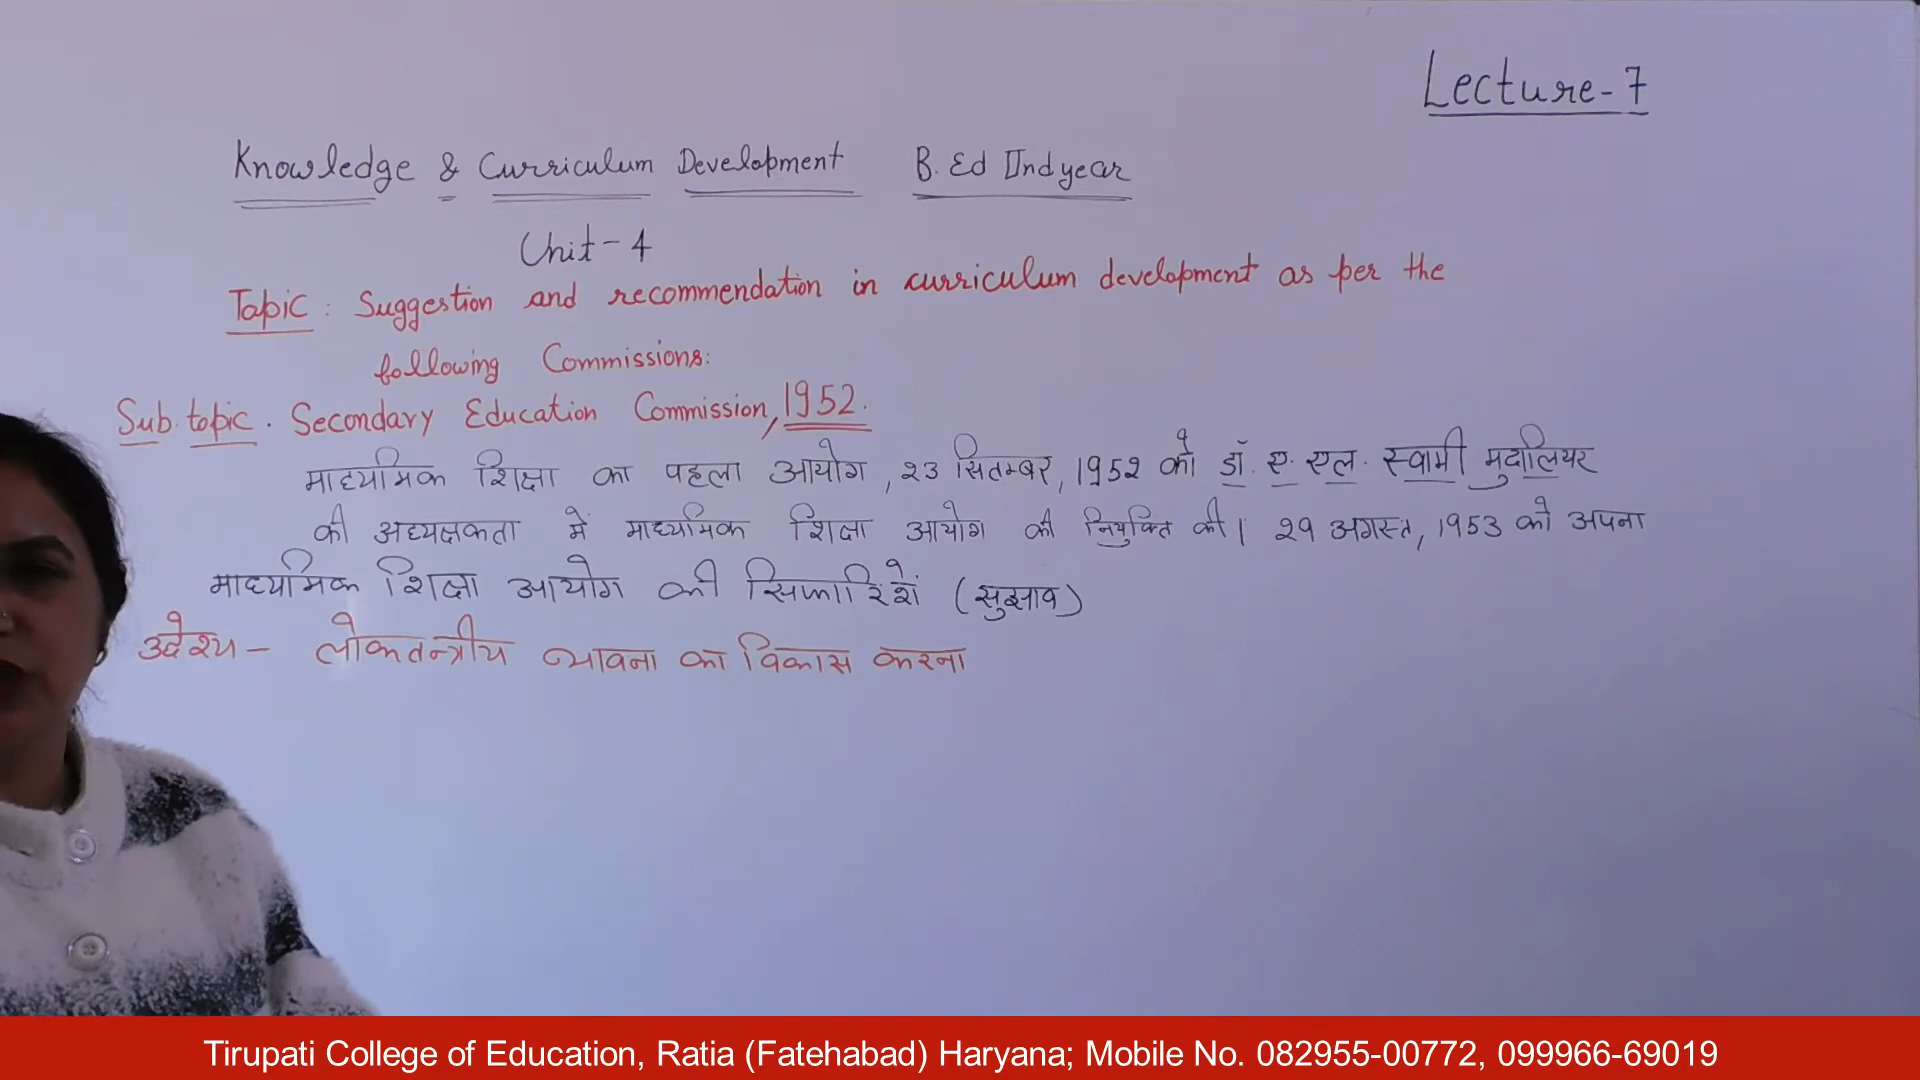 Lecture-7
Knowledge & Curriculum Development B.Ed IInd year
Unit-4
Topic: Suggestion and recommendation in curriculum development as per the
following Commissions:
Sub.topic. Secondary Education Commission, 1952.
माध्यमिक शिक्षा का पहला आयोग, २३ सितम्बर, 1952 को डॉ. ए. एल. स्वामी मुदालियर
की अध्यक्षकता में माध्यमिक शिक्षा आयोग की नियुक्ति की। २९ अगस्त, 1953 को अपना
माध्यमिक शिक्षा आयोग की सिफारिशें (सुझाव)
उद्देश्य - लोकतन्त्रीय भावना का विकास करना
Tirupati College of Education, Ratia (Fatehabad) Haryana; Mobile No. 082955-00772, 099966-69019